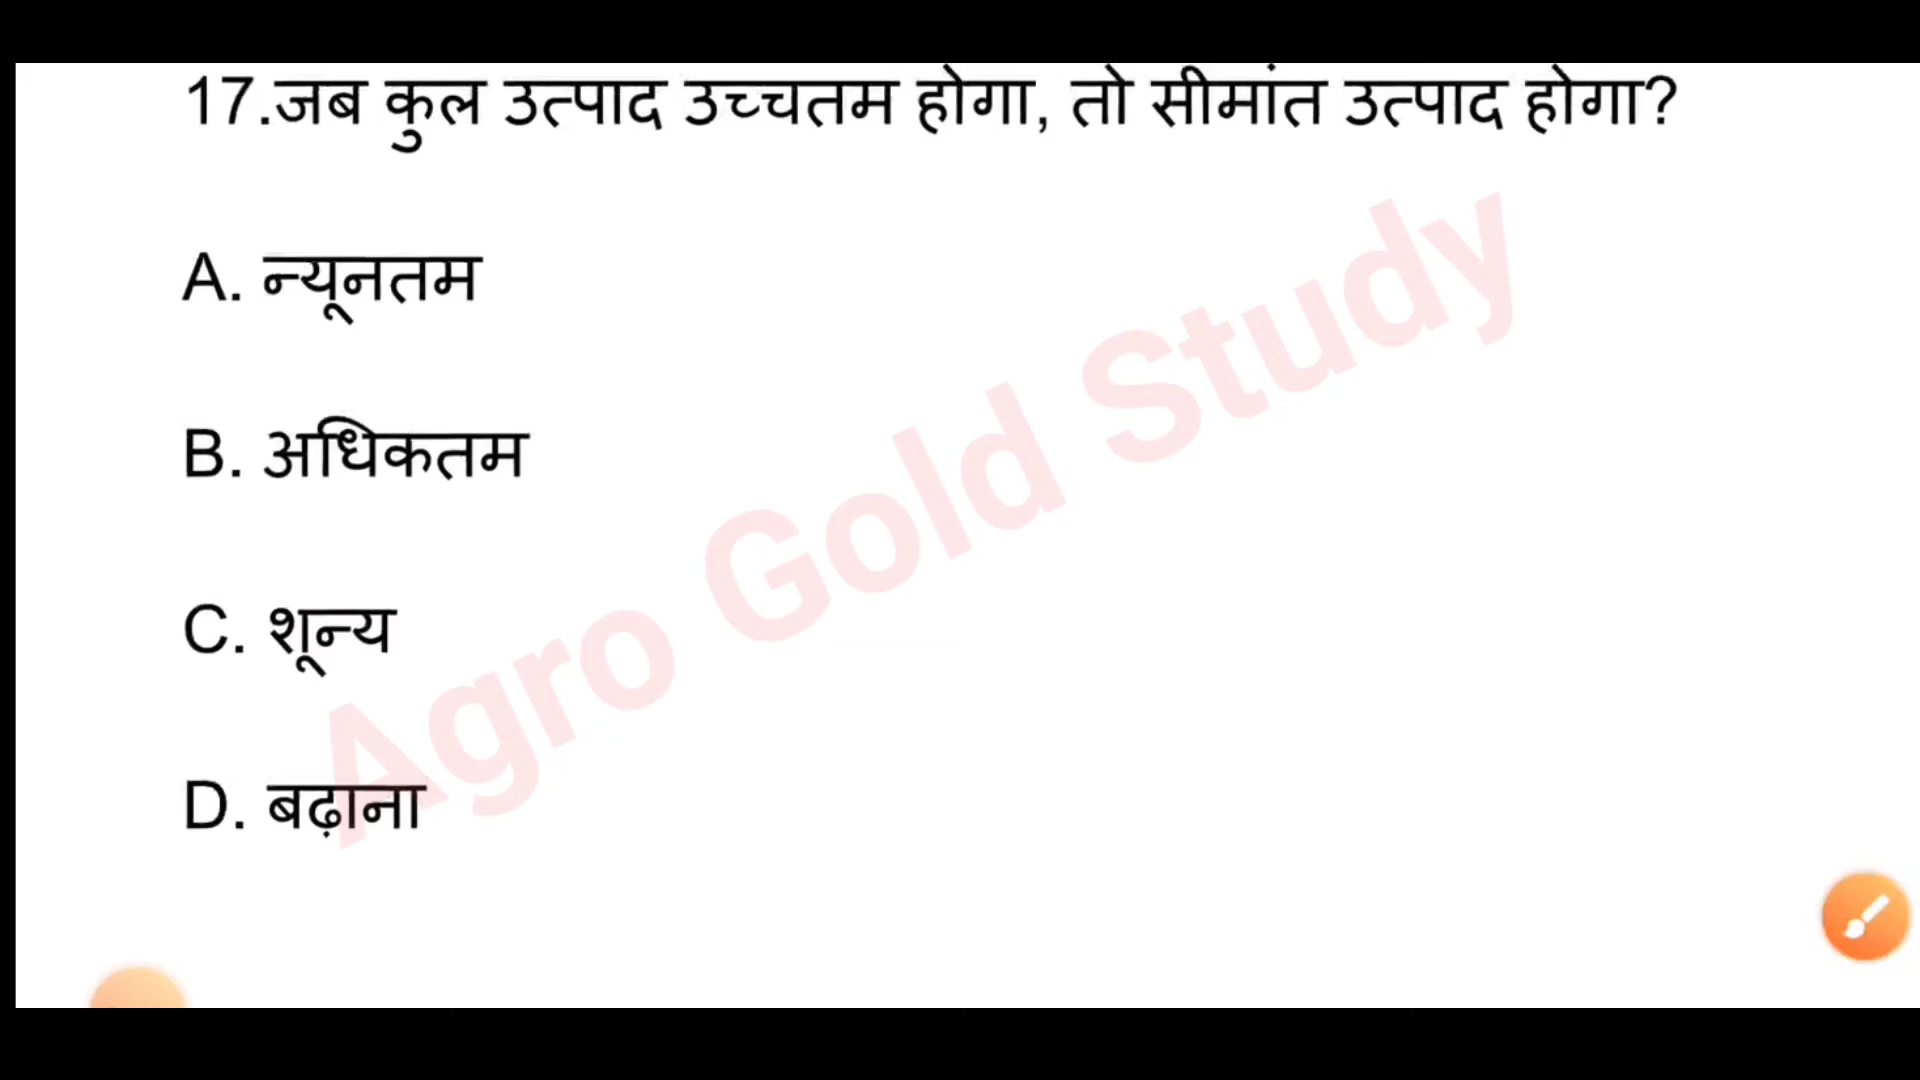 17.जब कुल उत्पाद उच्चतम होगा, तो सीमांत उत्पाद होगा?
A. न्यूनतम
B. अधिकतम
C. शून्य
D. बढ़ाना
Agro Gold Study